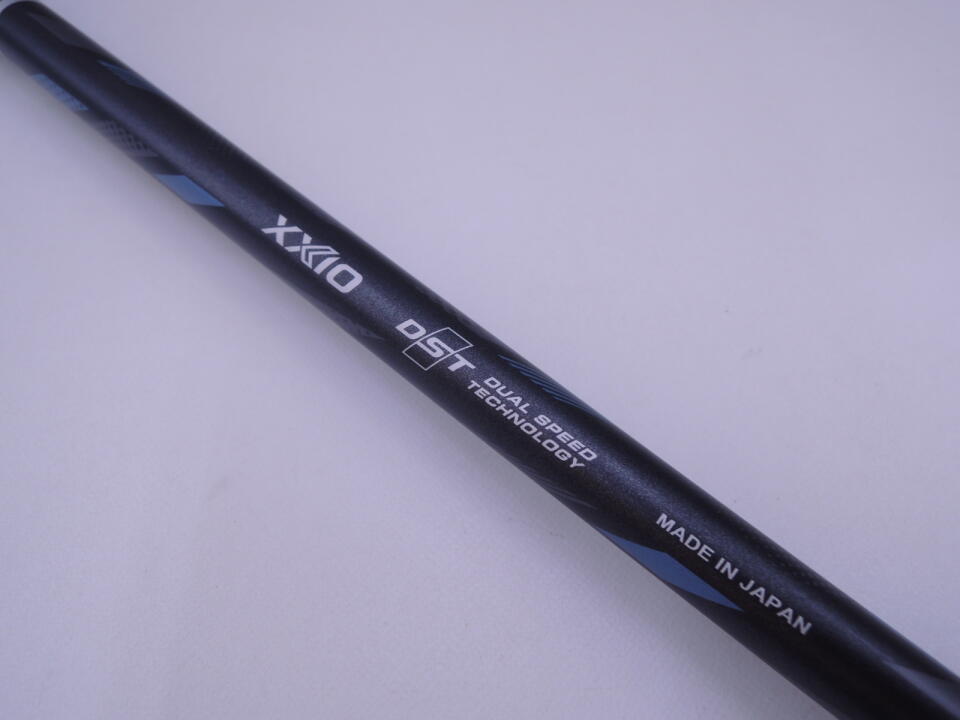 XXIO
DST
DUAL SPEED
TECHNOLOGY
MADE IN JAPAN